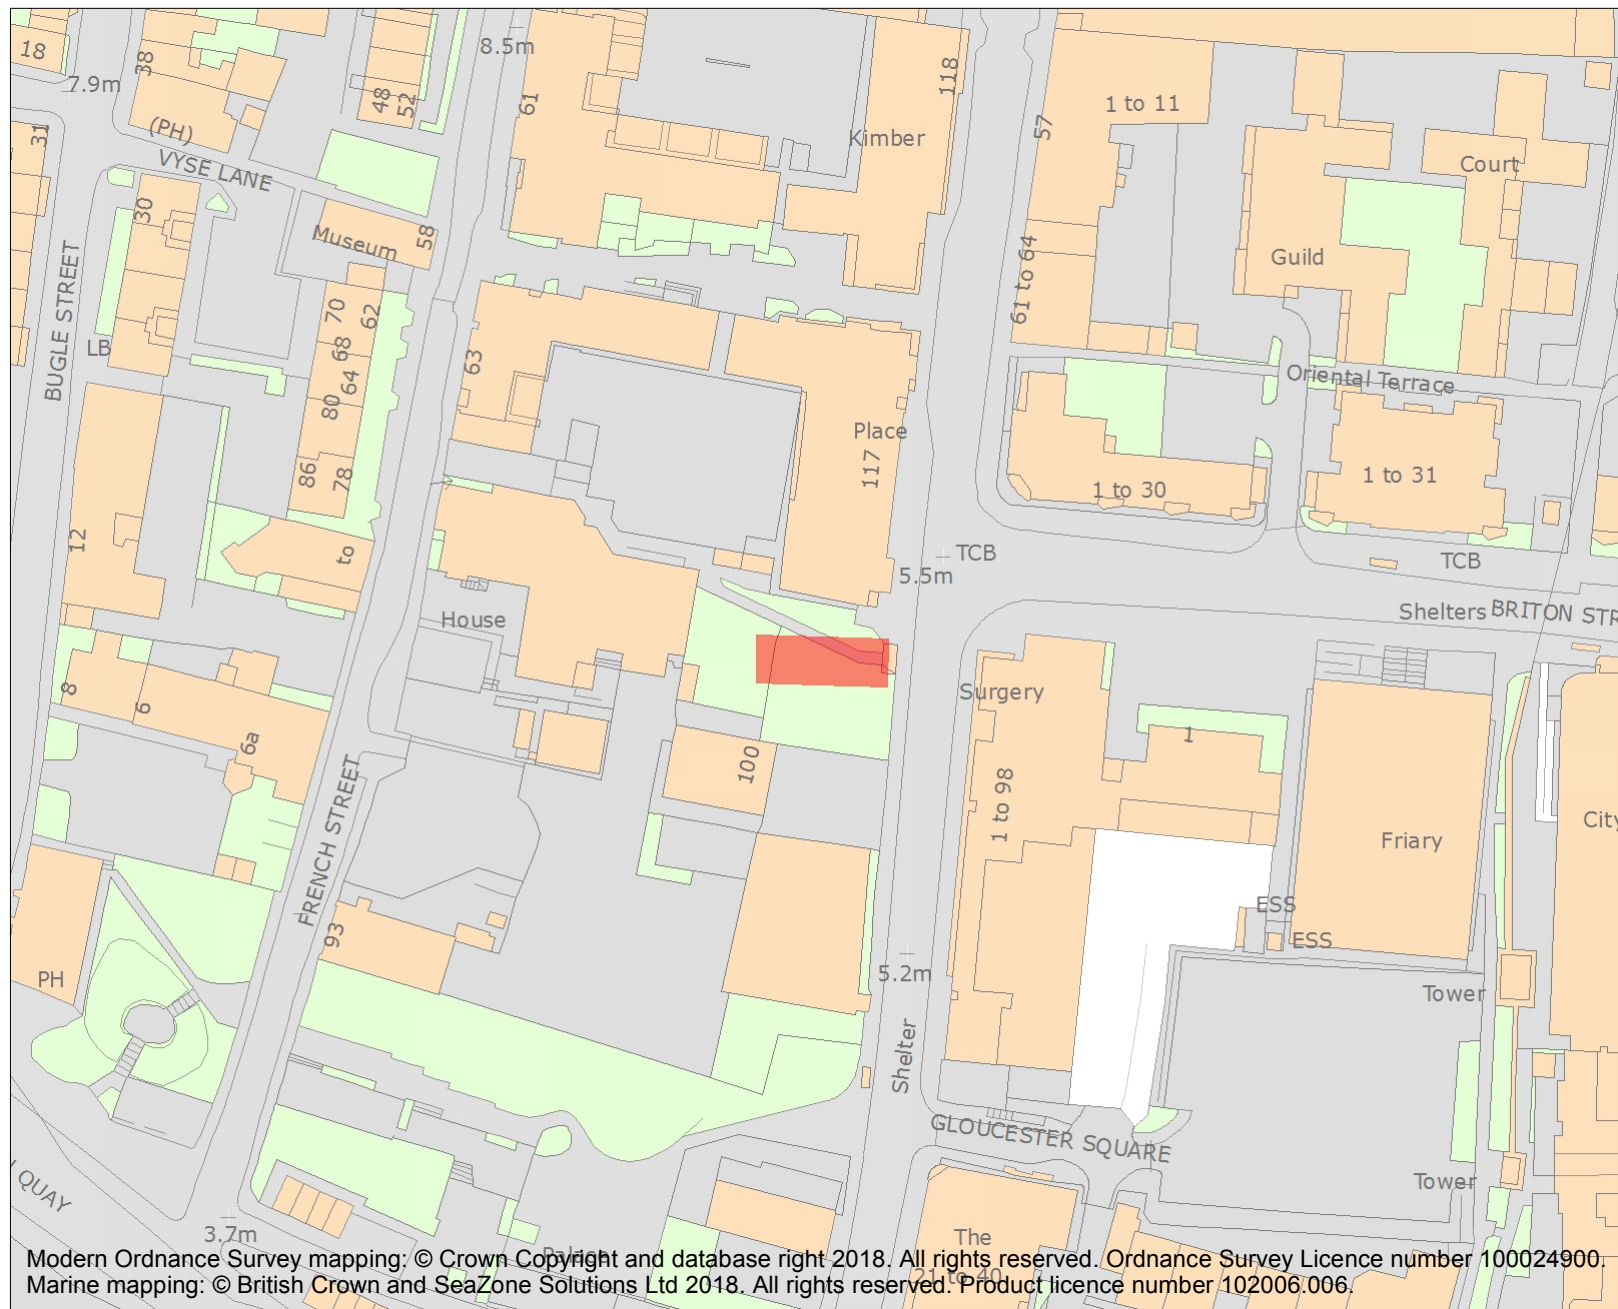 18
38
7.9m
31
(PH)
VYSE LANE
48
52
8.5m
61
118
Kimber
57
1 to 11
Court
30
Museum
58
BUGLE STREET
LB
70
62
68
64
80
86
78
63
Place
117
61 to 64
Guild
Oriental Terrace
1 to 30
1 to 31
12
to
House
TCB
5.5m
TCB
Shelters
BRITON STR
8
6
6a
Surgery
100
1
1 to 98
Friary
City
FRENCH STREET
93
ESS
ESS
PH
5.2m
Tower
Shelter
GLOUCESTER SQUARE
Tower
QUAY
3.7m
The
Palace
21 to 40
Modern Ordnance Survey mapping: © Crown Copyright and database right 2018. All rights reserved. Ordnance Survey Licence number 100024900.
Marine mapping: © British Crown and SeaZone Solutions Ltd 2018. All rights reserved. Product licence number 102006.006.